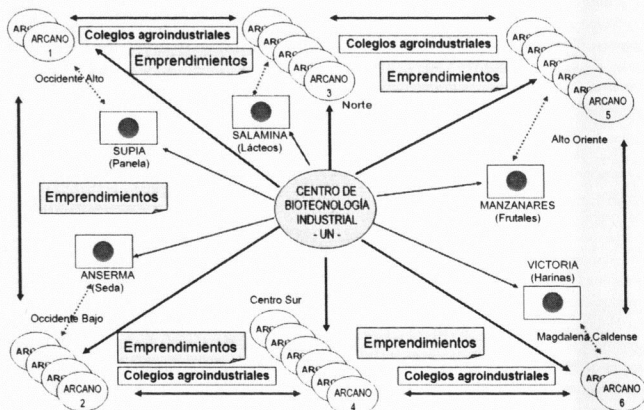 ARCANO
1
Colegios agroindustriales
Emprendimientos
Occidente Alto
ARCANO
3
Norte
Colegios agroindustriales
Emprendimientos
ARCANO
5
Alto Oriente
SUPIA
(Panela)
SALAMINA
(Lácteos)
MANZANARES
(Frutales)
Emprendimientos
CENTRO DE
BIOTECNOLOGÍA
INDUSTRIAL
- UN -
ANSERMA
(Seda)
VICTORIA
(Harinas)
Occidente Bajo
Centro Sur
Magdalena Caldense
ARCANO
2
Emprendimientos
Colegios agroindustriales
ARCANO
4
Emprendimientos
Colegios agroindustriales
ARCANO
6